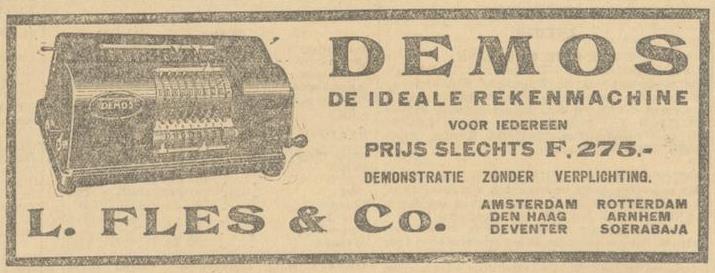 DEMOS
DEMOS
DE IDEALE REKENMACHINE
VOOR IEDEREEN
PRIJS SLECHTS F. 275.-
DEMONSTRATIE ZONDER VERPLICHTING.
L. FLES & Co.
AMSTERDAM ROTTERDAM
DEN HAAG ARNHEM
DEVENTER SOERABAJA